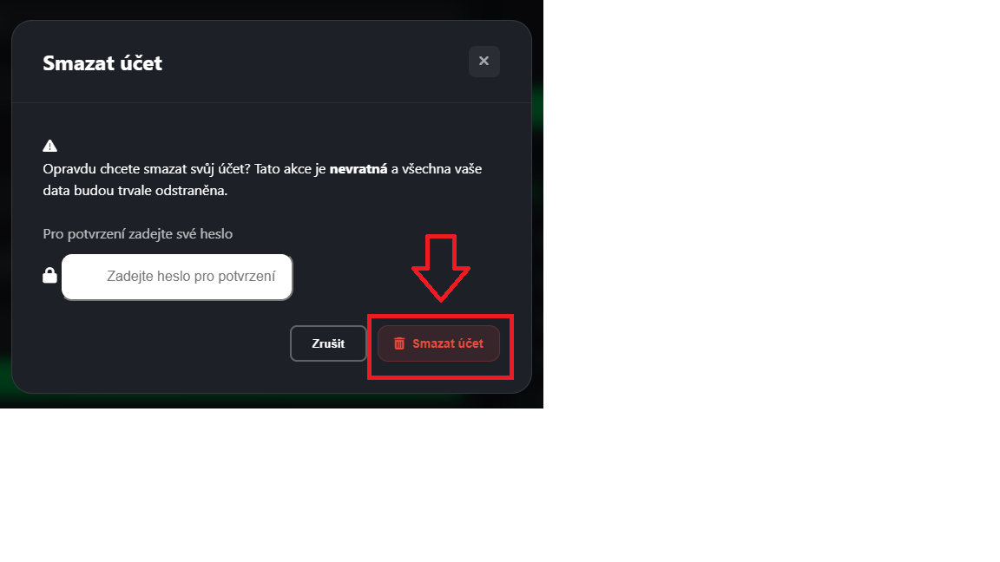 Smazat účet
Opravdu chcete smazat svůj účet? Tato akce je nevratná a všechna vaše
data budou trvale odstraněna.
Pro potvrzení zadejte své heslo
Zadejte heslo pro potvrzení
Zrušit
Smazat účet